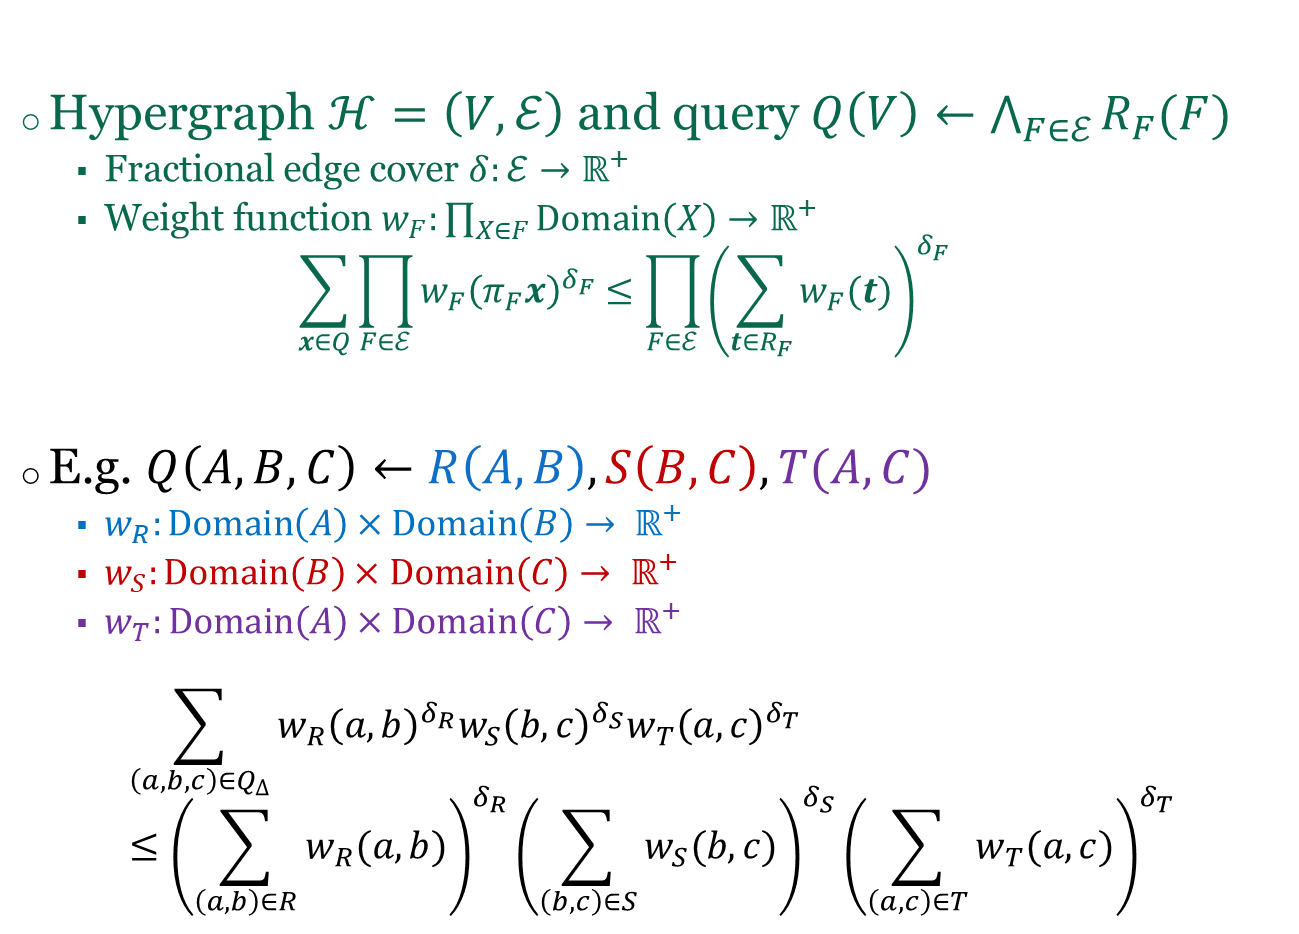 ○ Hypergraph ℋ = (V, ℰ) and query Q(V) ← ⋀_{F∈ℰ} R_F(F)
▪ Fractional edge cover δ: ℰ → ℝ⁺
▪ Weight function w_F: ∏_{X∈F} Domain(X) → ℝ⁺
∑_{𝒙∈Q} ∏_{F∈ℰ} w_F(π_F 𝒙)^{δ_F} ≤ ∏_{F∈ℰ} (∑_{𝒕∈R_F} w_F(𝒕))^{δ_F}
○ E.g. Q(A, B, C) ← R(A, B), S(B, C), T(A, C)
▪ w_R: Domain(A) × Domain(B) → ℝ⁺
▪ w_S: Domain(B) × Domain(C) → ℝ⁺
▪ w_T: Domain(A) × Domain(C) → ℝ⁺
∑_{(a,b,c)∈Q_Δ} w_R(a, b)^{δ_R} w_S(b, c)^{δ_S} w_T(a, c)^{δ_T}
≤ (∑_{(a,b)∈R} w_R(a, b))^{δ_R} (∑_{(b,c)∈S} w_S(b, c))^{δ_S} (∑_{(a,c)∈T} w_T(a, c))^{δ_T}